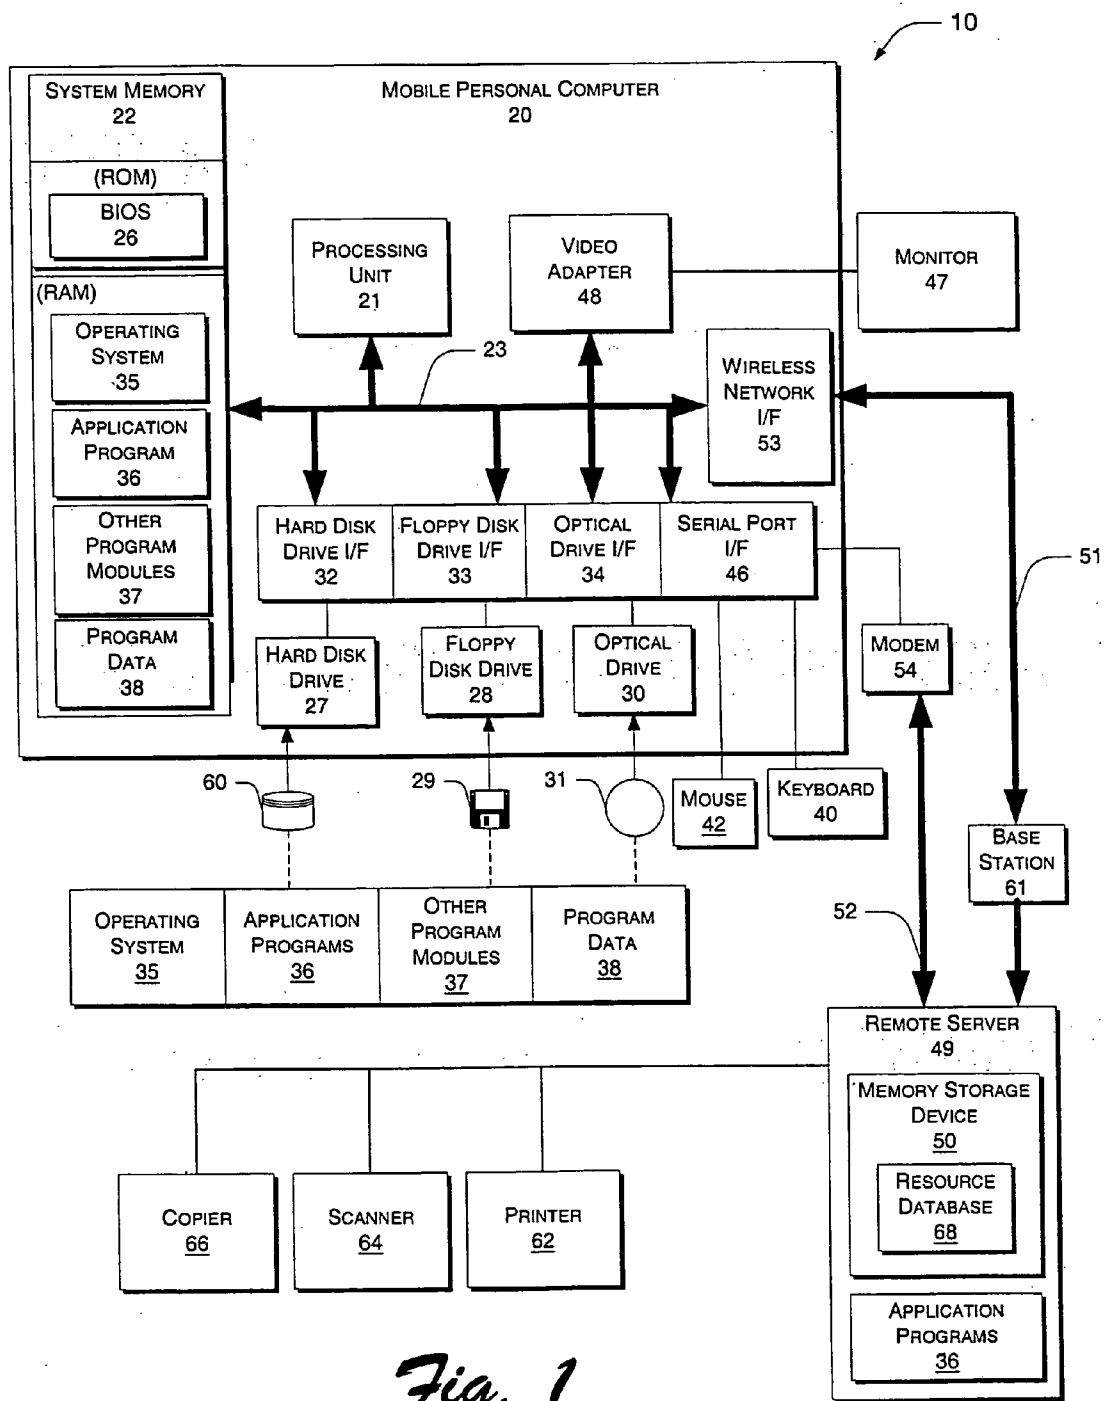 10
SYSTEM MEMORY
22
MOBILE PERSONAL COMPUTER
20
(ROM)
BIOS
26
(RAM)
OPERATING
SYSTEM
35
APPLICATION
PROGRAM
36
OTHER
PROGRAM
MODULES
37
PROGRAM
DATA
38
PROCESSING
UNIT
21
VIDEO
ADAPTER
48
MONITOR
47
23
WIRELESS
NETWORK
I/F
53
HARD DISK
DRIVE I/F
32
FLOPPY DISK
DRIVE I/F
33
OPTICAL
DRIVE I/F
34
SERIAL PORT
I/F
46
51
HARD DISK
DRIVE
27
FLOPPY
DISK DRIVE
28
OPTICAL
DRIVE
30
MODEM
54
60
29
31
MOUSE
42
KEYBOARD
40
BASE
STATION
61
52
OPERATING
SYSTEM
35
APPLICATION
PROGRAMS
36
OTHER
PROGRAM
MODULES
37
PROGRAM
DATA
38
REMOTE SERVER
49
MEMORY STORAGE
DEVICE
50
RESOURCE
DATABASE
68
APPLICATION
PROGRAMS
36
COPIER
66
SCANNER
64
PRINTER
62
Fig. 1